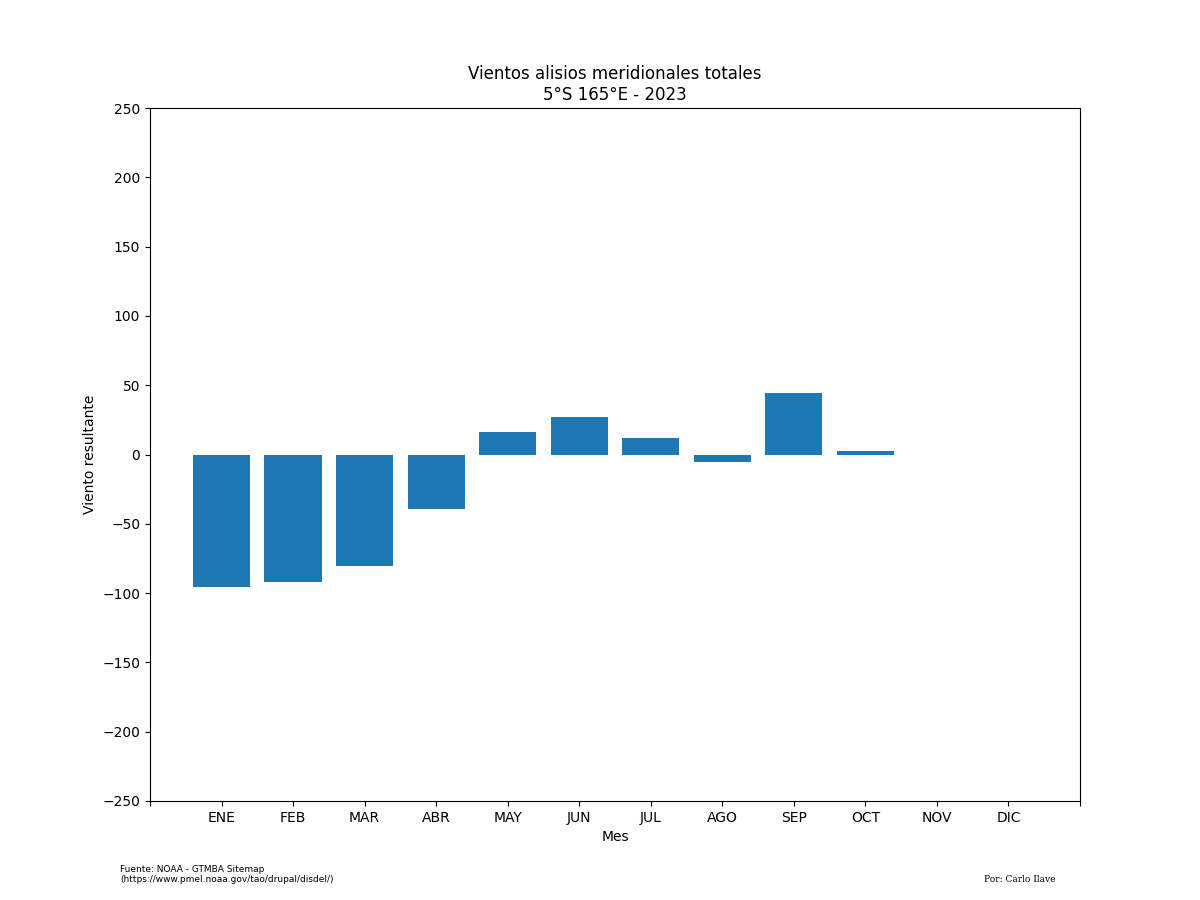 Vientos alisios meridionales totales
5°S 165°E - 2023
250
200
150
100
50
0
−50
−100
−150
−200
−250
Viento resultante
ENE FEB MAR ABR MAY JUN JUL AGO SEP OCT NOV DIC
Mes
Fuente: NOAA - GTMBA Sitemap
(https://www.pmel.noaa.gov/tao/drupal/disdel/)
Por: Carlo Ilave